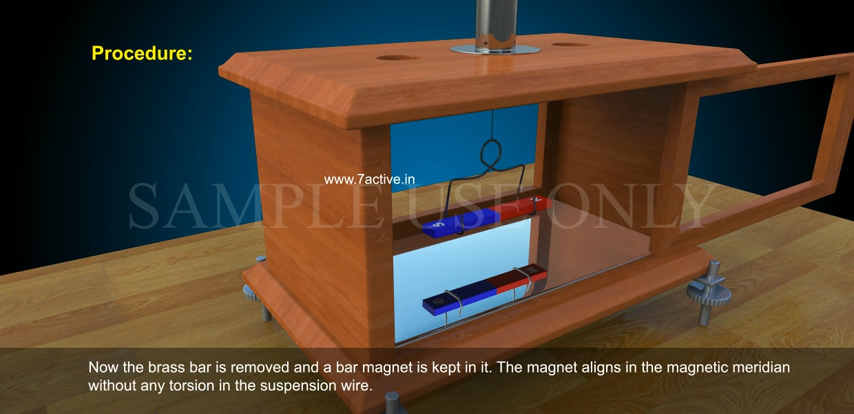 Procedure:
www.7active.in
SAMPLE USE ONLY
S
Now the brass bar is removed and a bar magnet is kept in it. The magnet aligns in the magnetic meridian
without any torsion in the suspension wire.